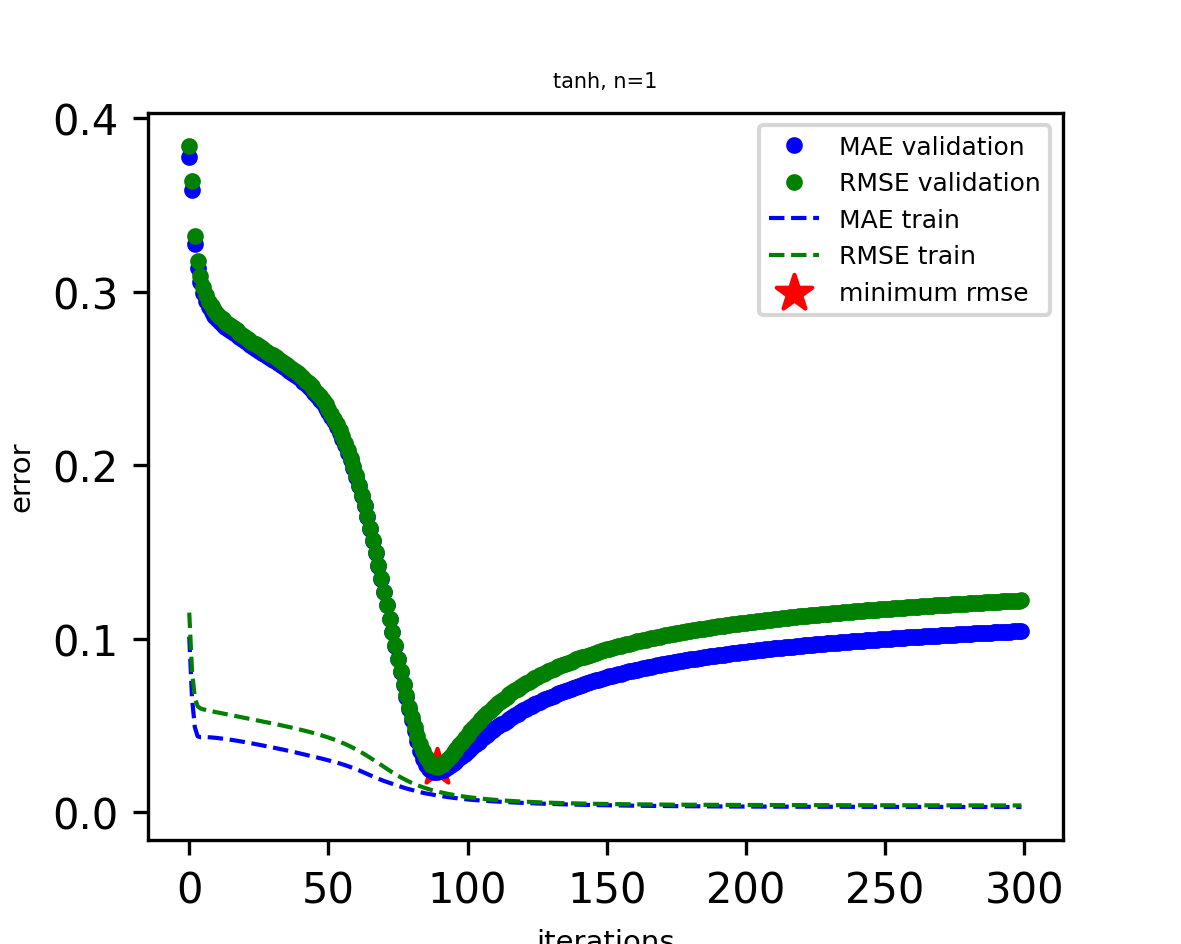 tanh, n=1
0.4
0.3
0.2
0.1
0.0
error
MAE validation
RMSE validation
MAE train
RMSE train
minimum rmse
0 50 100 150 200 250 300
iterations